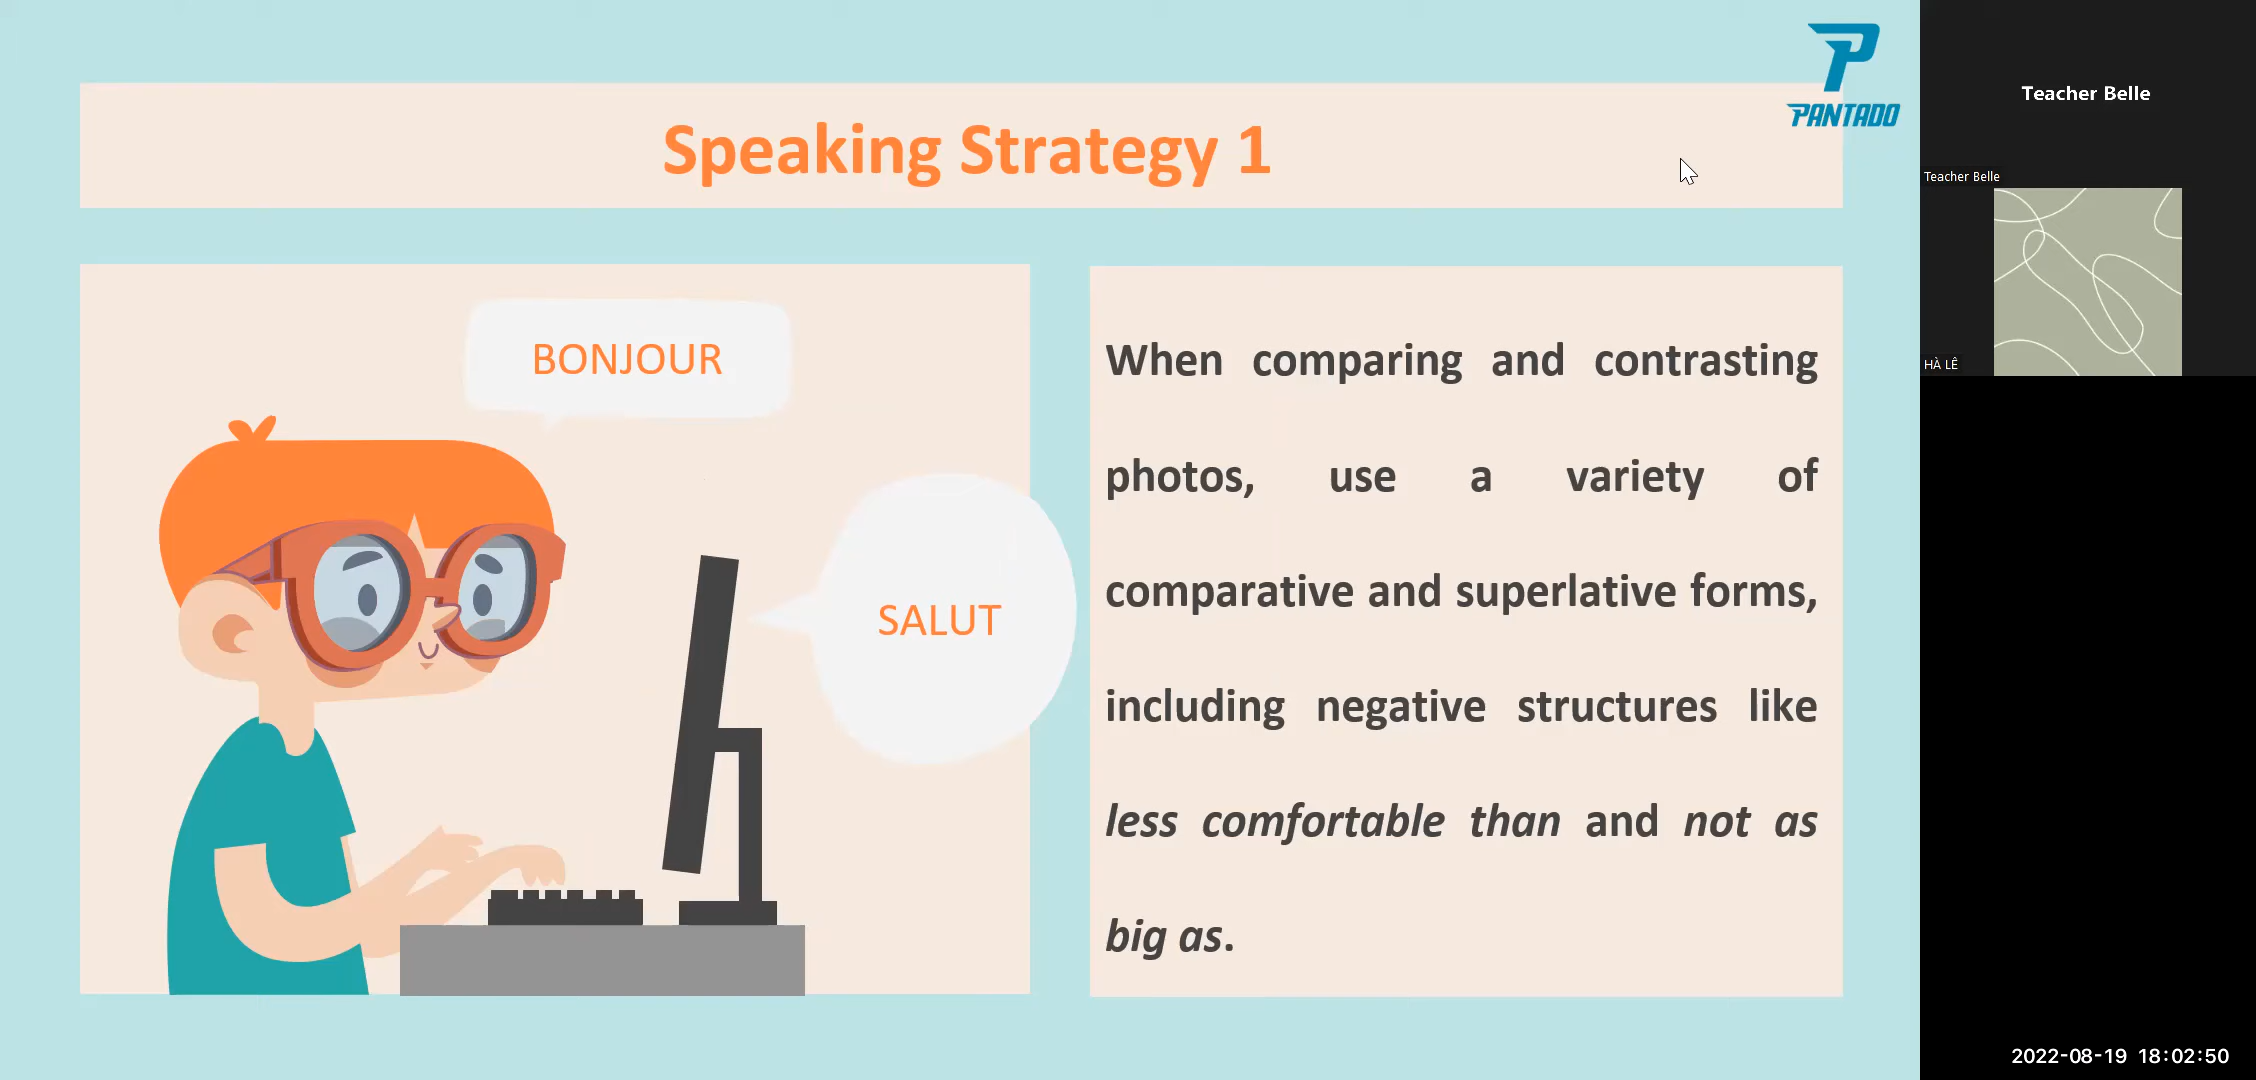 PANTADO
Speaking Strategy 1
BONJOUR
SALUT
When comparing and contrasting
photos, use a variety of
comparative and superlative forms,
including negative structures like
less comfortable than and not as
big as.
Teacher Belle
Teacher Belle
HÀ LÊ
2022-08-19 18:02:50